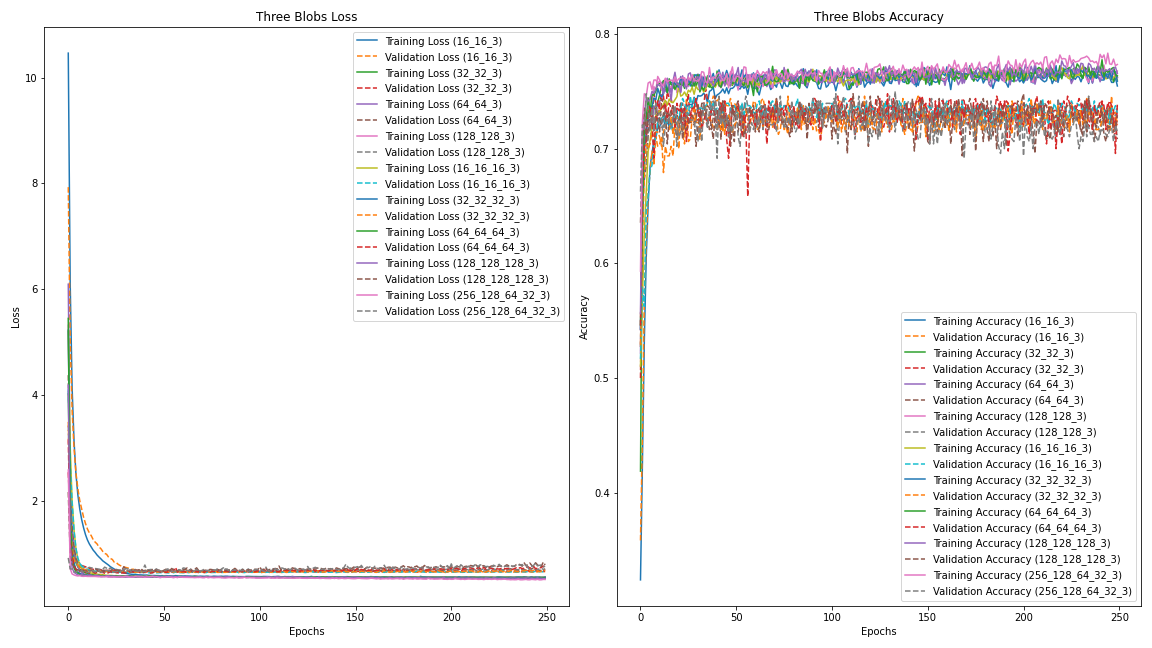 Three Blobs Loss
10
8
6
4
2
Loss
0
50
100
150
200
250
Epochs
Training Loss (16_16_3)
Validation Loss (16_16_3)
Training Loss (32_32_3)
Validation Loss (32_32_3)
Training Loss (64_64_3)
Validation Loss (64_64_3)
Training Loss (128_128_3)
Validation Loss (128_128_3)
Training Loss (16_16_16_3)
Validation Loss (16_16_16_3)
Training Loss (32_32_32_3)
Validation Loss (32_32_32_3)
Training Loss (64_64_64_3)
Validation Loss (64_64_64_3)
Training Loss (128_128_128_3)
Validation Loss (128_128_128_3)
Training Loss (256_128_64_32_3)
Validation Loss (256_128_64_32_3)
Three Blobs Accuracy
0.8
0.7
0.6
0.5
0.4
Accuracy
0
50
100
150
200
250
Epochs
Training Accuracy (16_16_3)
Validation Accuracy (16_16_3)
Training Accuracy (32_32_3)
Validation Accuracy (32_32_3)
Training Accuracy (64_64_3)
Validation Accuracy (64_64_3)
Training Accuracy (128_128_3)
Validation Accuracy (128_128_3)
Training Accuracy (16_16_16_3)
Validation Accuracy (16_16_16_3)
Training Accuracy (32_32_32_3)
Validation Accuracy (32_32_32_3)
Training Accuracy (64_64_64_3)
Validation Accuracy (64_64_64_3)
Training Accuracy (128_128_128_3)
Validation Accuracy (128_128_128_3)
Training Accuracy (256_128_64_32_3)
Validation Accuracy (256_128_64_32_3)